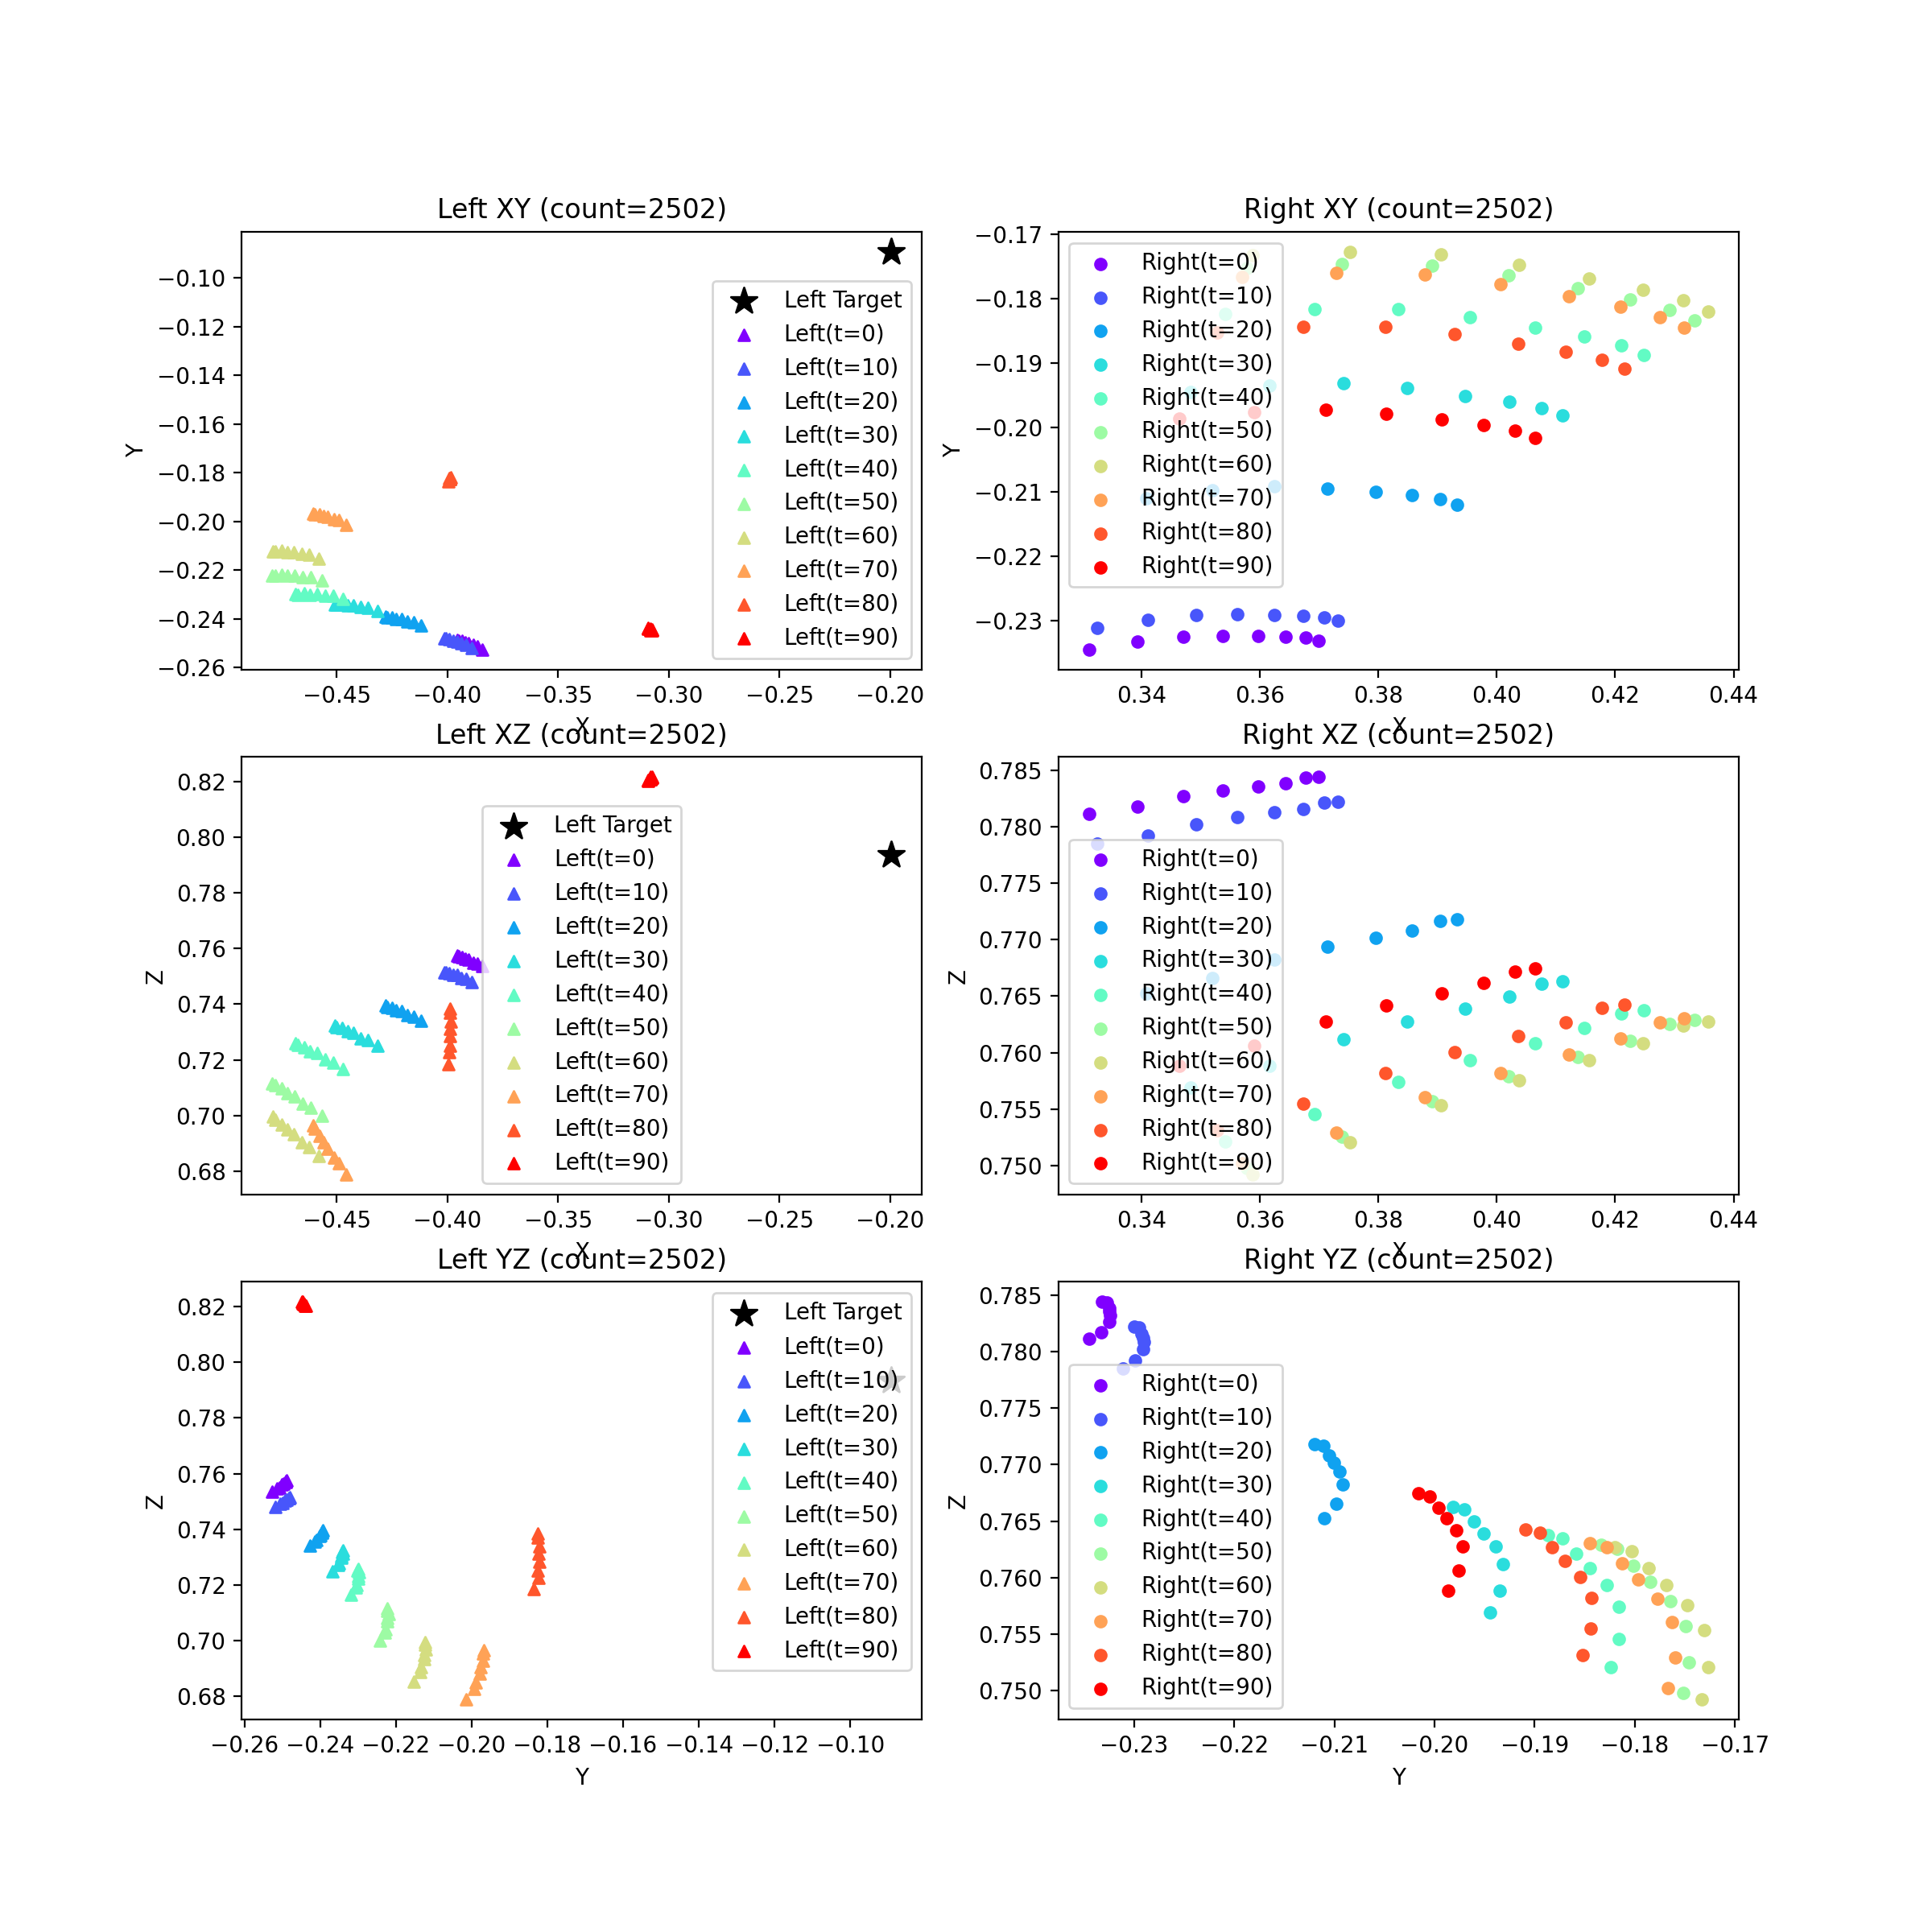 Left XY (count=2502)
−0.10
−0.12
−0.14
−0.16
−0.18
−0.20
−0.22
−0.24
−0.26
Y
Left Target
Left(t=0)
Left(t=10)
Left(t=20)
Left(t=30)
Left(t=40)
Left(t=50)
Left(t=60)
Left(t=70)
Left(t=80)
Left(t=90)
−0.45 −0.40 −0.35 −0.30 −0.25 −0.20
X
Right XY (count=2502)
−0.17
−0.18
−0.19
−0.20
−0.21
−0.22
−0.23
Y
Right(t=0)
Right(t=10)
Right(t=20)
Right(t=30)
Right(t=40)
Right(t=50)
Right(t=60)
Right(t=70)
Right(t=80)
Right(t=90)
0.34 0.36 0.38 0.40 0.42 0.44
X
Left XZ (count=2502)
0.82
0.80
0.78
0.76
0.74
0.72
0.70
0.68
Z
Left Target
Left(t=0)
Left(t=10)
Left(t=20)
Left(t=30)
Left(t=40)
Left(t=50)
Left(t=60)
Left(t=70)
Left(t=80)
Left(t=90)
−0.45 −0.40 −0.35 −0.30 −0.25 −0.20
X
Right XZ (count=2502)
0.785
0.780
0.775
0.770
0.765
0.760
0.755
0.750
Z
Right(t=0)
Right(t=10)
Right(t=20)
Right(t=30)
Right(t=40)
Right(t=50)
Right(t=60)
Right(t=70)
Right(t=80)
Right(t=90)
0.34 0.36 0.38 0.40 0.42 0.44
X
Left YZ (count=2502)
0.82
0.80
0.78
0.76
0.74
0.72
0.70
0.68
Z
Left Target
Left(t=0)
Left(t=10)
Left(t=20)
Left(t=30)
Left(t=40)
Left(t=50)
Left(t=60)
Left(t=70)
Left(t=80)
Left(t=90)
−0.26 −0.24 −0.22 −0.20 −0.18 −0.16 −0.14 −0.12 −0.10
Y
Right YZ (count=2502)
0.785
0.780
0.775
0.770
0.765
0.760
0.755
0.750
Z
Right(t=0)
Right(t=10)
Right(t=20)
Right(t=30)
Right(t=40)
Right(t=50)
Right(t=60)
Right(t=70)
Right(t=80)
Right(t=90)
−0.23 −0.22 −0.21 −0.20 −0.19 −0.18 −0.17
Y